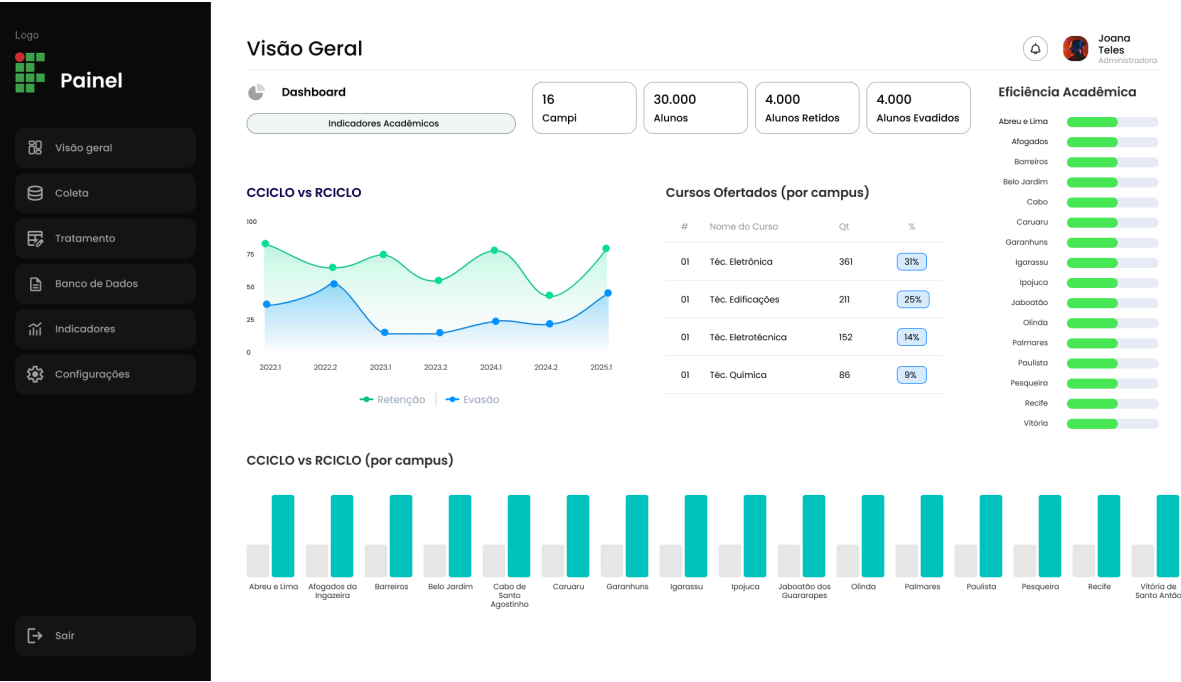 Logo
Painel
Visão geral
Coleta
Tratamento
Banco de Dados
Indicadores
Configurações
Sair
Visão Geral
Joana
Teles
Administradora
Dashboard
Indicadores Acadêmicos
16
Campi
30.000
Alunos
4.000
Alunos Retidos
4.000
Alunos Evadidos
Eficiência Acadêmica
Abreu e Lima
Afogados
Barreiros
Belo Jardim
Cabo
Caruaru
Garanhuns
Igarassu
Ipojuca
Jaboatão
Olinda
Palmares
Paulista
Pesqueira
Recife
Vitória
CCICLO vs RCICLO
100
75
50
25
0
2022.1 2022.2 2023.1 2023.2 2024.1 2024.2 2025.1
Retenção Evasão
Cursos Ofertados (por campus)
# Nome do Curso Qt %
01 Téc. Eletrônica 361 31%
01 Téc. Edificações 211 25%
01 Téc. Eletrotécnica 152 14%
01 Téc. Química 86 9%
CCICLO vs RCICLO (por campus)
Abreu e Lima
Afogados da
Ingazeira
Barreiros
Belo Jardim
Cabo de
Santo
Agostinho
Caruaru
Garanhuns
Igarassu
Ipojuca
Jaboatão dos
Guararapes
Olinda
Palmares
Paulista
Pesqueira
Recife
Vitória de
Santo Antão